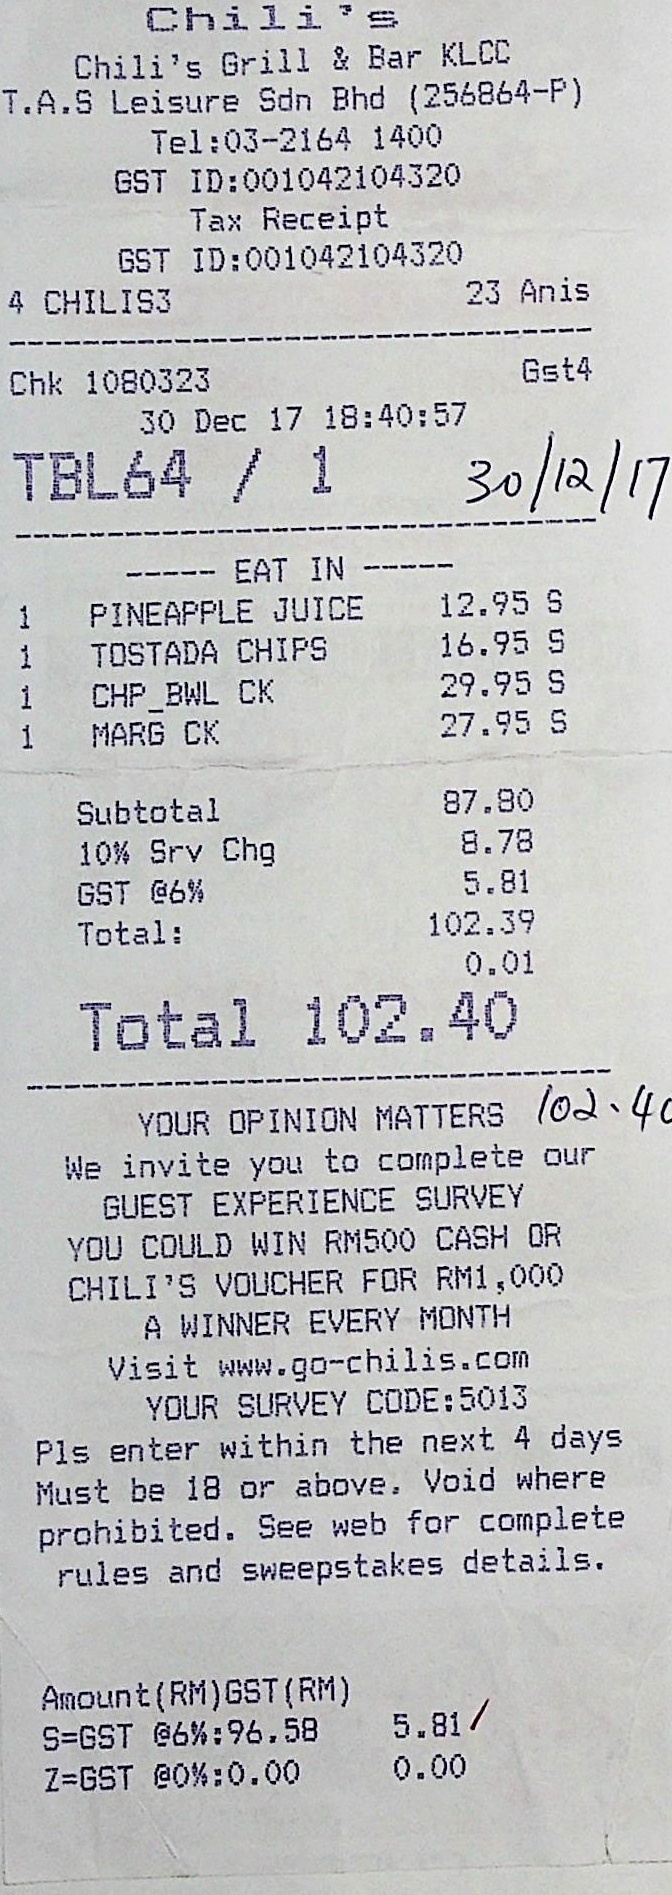 Chili's
Chili's Grill & Bar KLCC
T.A.S Leisure Sdn Bhd (256864-P)
Tel:03-2164 1400
GST ID:001042104320
Tax Receipt
GST ID:001042104320
4 CHILIS3 23 Anis
Chk 1080323 Gst4
30 Dec 17 18:40:57
TBL64 / 1 30/12/17
----- EAT IN -----
1 PINEAPPLE JUICE 12.95 S
1 TOSTADA CHIPS 16.95 S
1 CHP_BWL CK 29.95 S
1 MARG CK 27.95 S
Subtotal 87.80
10% Srv Chg 8.78
GST @6% 5.81
Total: 102.39
0.01
Total 102.40
YOUR OPINION MATTERS 102.40
We invite you to complete our
GUEST EXPERIENCE SURVEY
YOU COULD WIN RM500 CASH OR
CHILI'S VOUCHER FOR RM1,000
A WINNER EVERY MONTH
Visit www.go-chilis.com
YOUR SURVEY CODE:5013
Pls enter within the next 4 days
Must be 18 or above. Void where
prohibited. See web for complete
rules and sweepstakes details.
Amount(RM)GST(RM)
S=GST @6%:96.58 5.81
Z=GST @0%:0.00 0.00